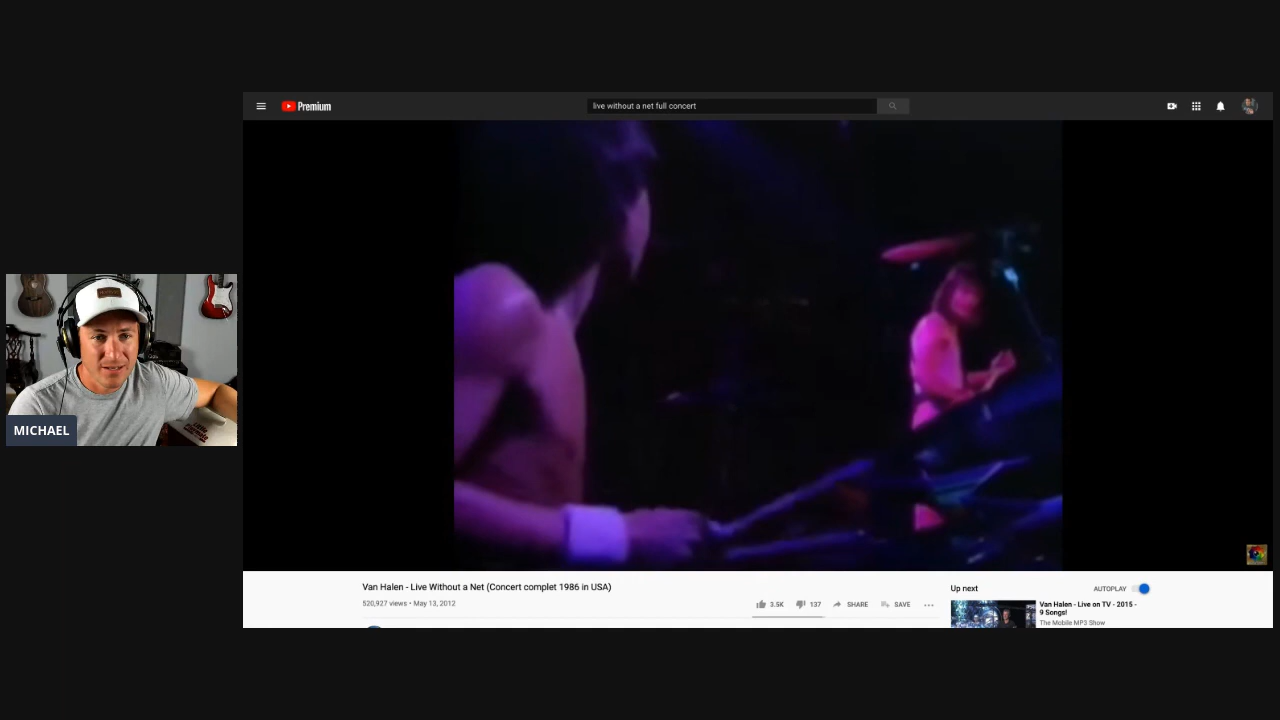 Premium
live without a net full concert
MICHAEL
Van Halen - Live Without a Net (Concert complet 1986 in USA)
520,927 views • May 13, 2012
3.5K
137
SHARE
SAVE
Up next
AUTOPLAY
Van Halen - Live on TV - 2015 -
9 Songs!
The Mobile MP3 Show